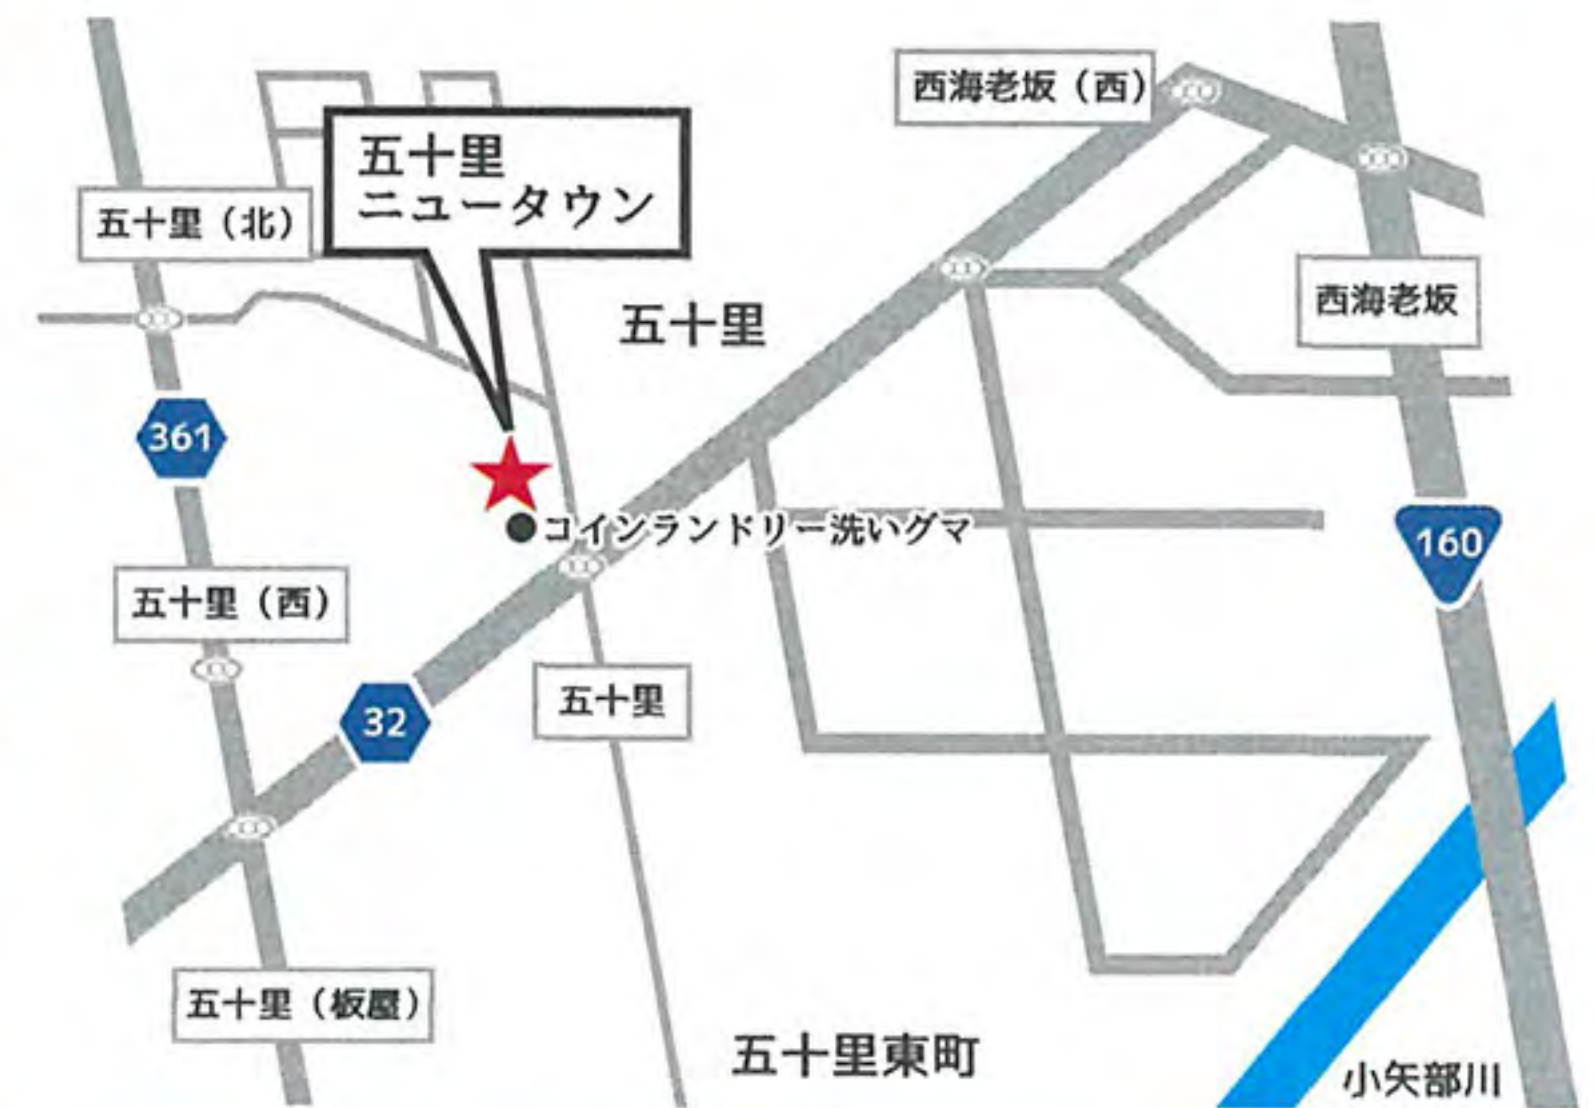 西海老坂（西）
五十里
ニュータウン
五十里（北）
西海老坂
五十里
361
コインランドリー洗いグマ
160
五十里（西）
五十里
32
五十里（板屋）
五十里東町
小矢部川